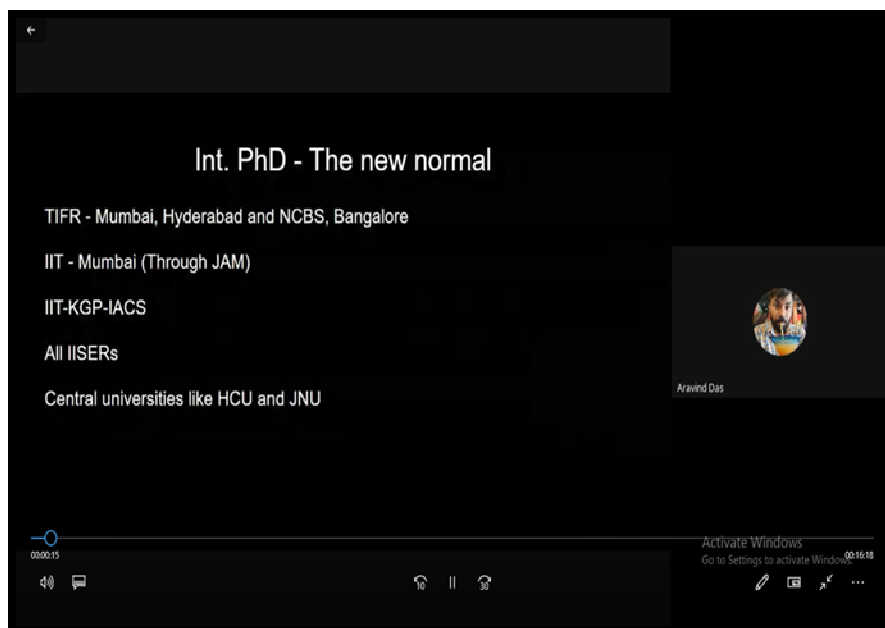 Int. PhD - The new normal
TIFR - Mumbai, Hyderabad and NCBS, Bangalore
IIT - Mumbai (Through JAM)
IIT-KGP-IACS
All IISERs
Central universities like HCU and JNU
Aravind Das
Activate Windows
Go to Settings to activate Windows.
00:00:15
00:16:18
10
30